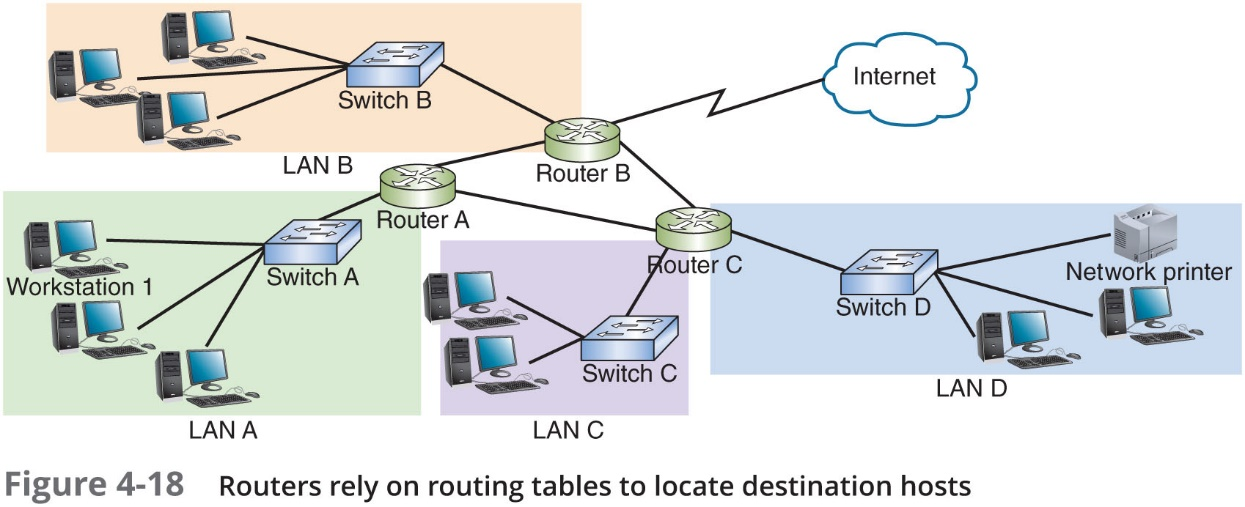 Internet
Switch B
LAN B
Router B
Router A
Router C
Switch A
Workstation 1
Network printer
Switch D
Switch C
LAN D
LAN A
LAN C
Figure 4-18 Routers rely on routing tables to locate destination hosts